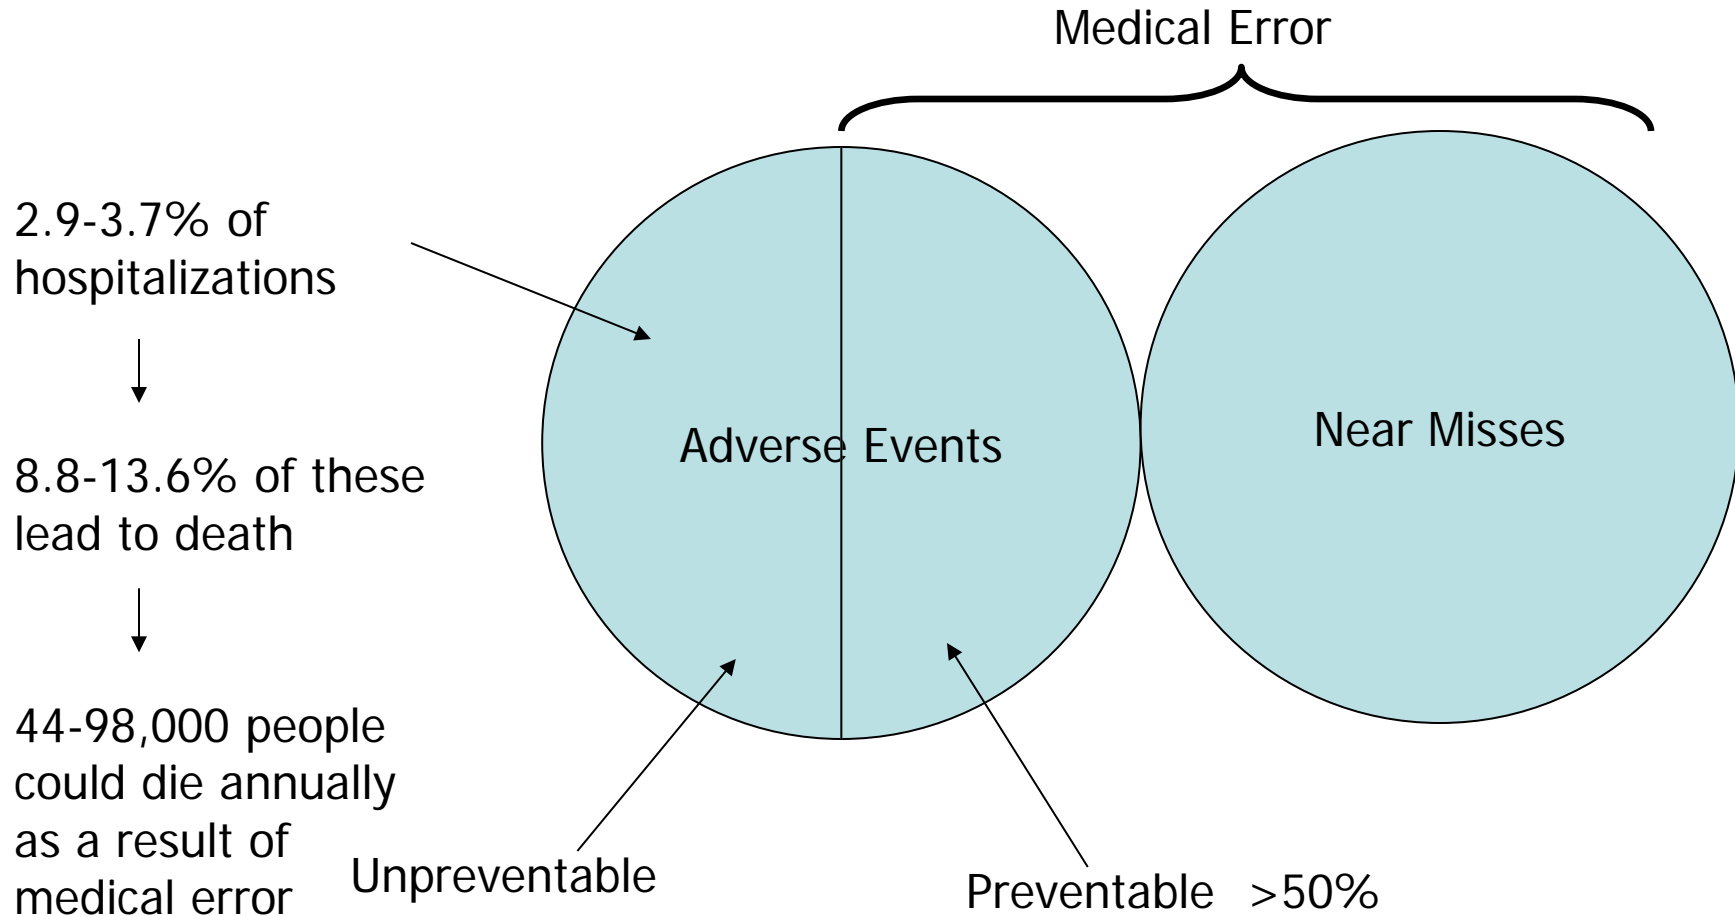 Medical Error
2.9-3.7% of
hospitalizations
8.8-13.6% of these
lead to death
44-98,000 people
could die annually
as a result of
medical error
Adverse Events
Near Misses
Unpreventable
Preventable >50%